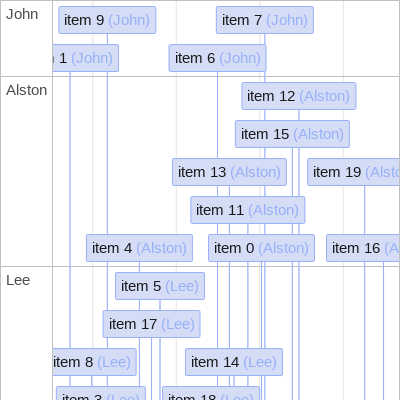 John
item 9 (John)
item 7 (John)
1 (John)
item 6 (John)
Alston
item 12 (Alston)
item 15 (Alston)
item 13 (Alston)
item 19 (Alsto
item 11 (Alston)
item 4 (Alston)
item 0 (Alston)
item 16 (A
Lee
item 5 (Lee)
item 17 (Lee)
item 8 (Lee)
item 14 (Lee)
item 3 (Lee)
item 18 (Lee)